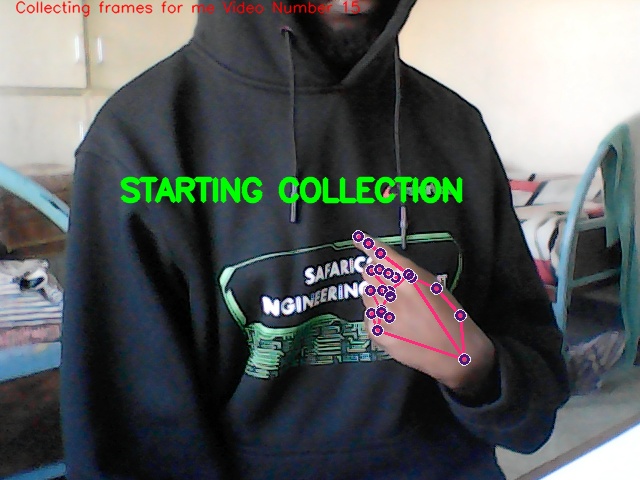 Collecting frames for me Video Number 15
STARTING COLLECTION
SAFARIC
NGINEERING